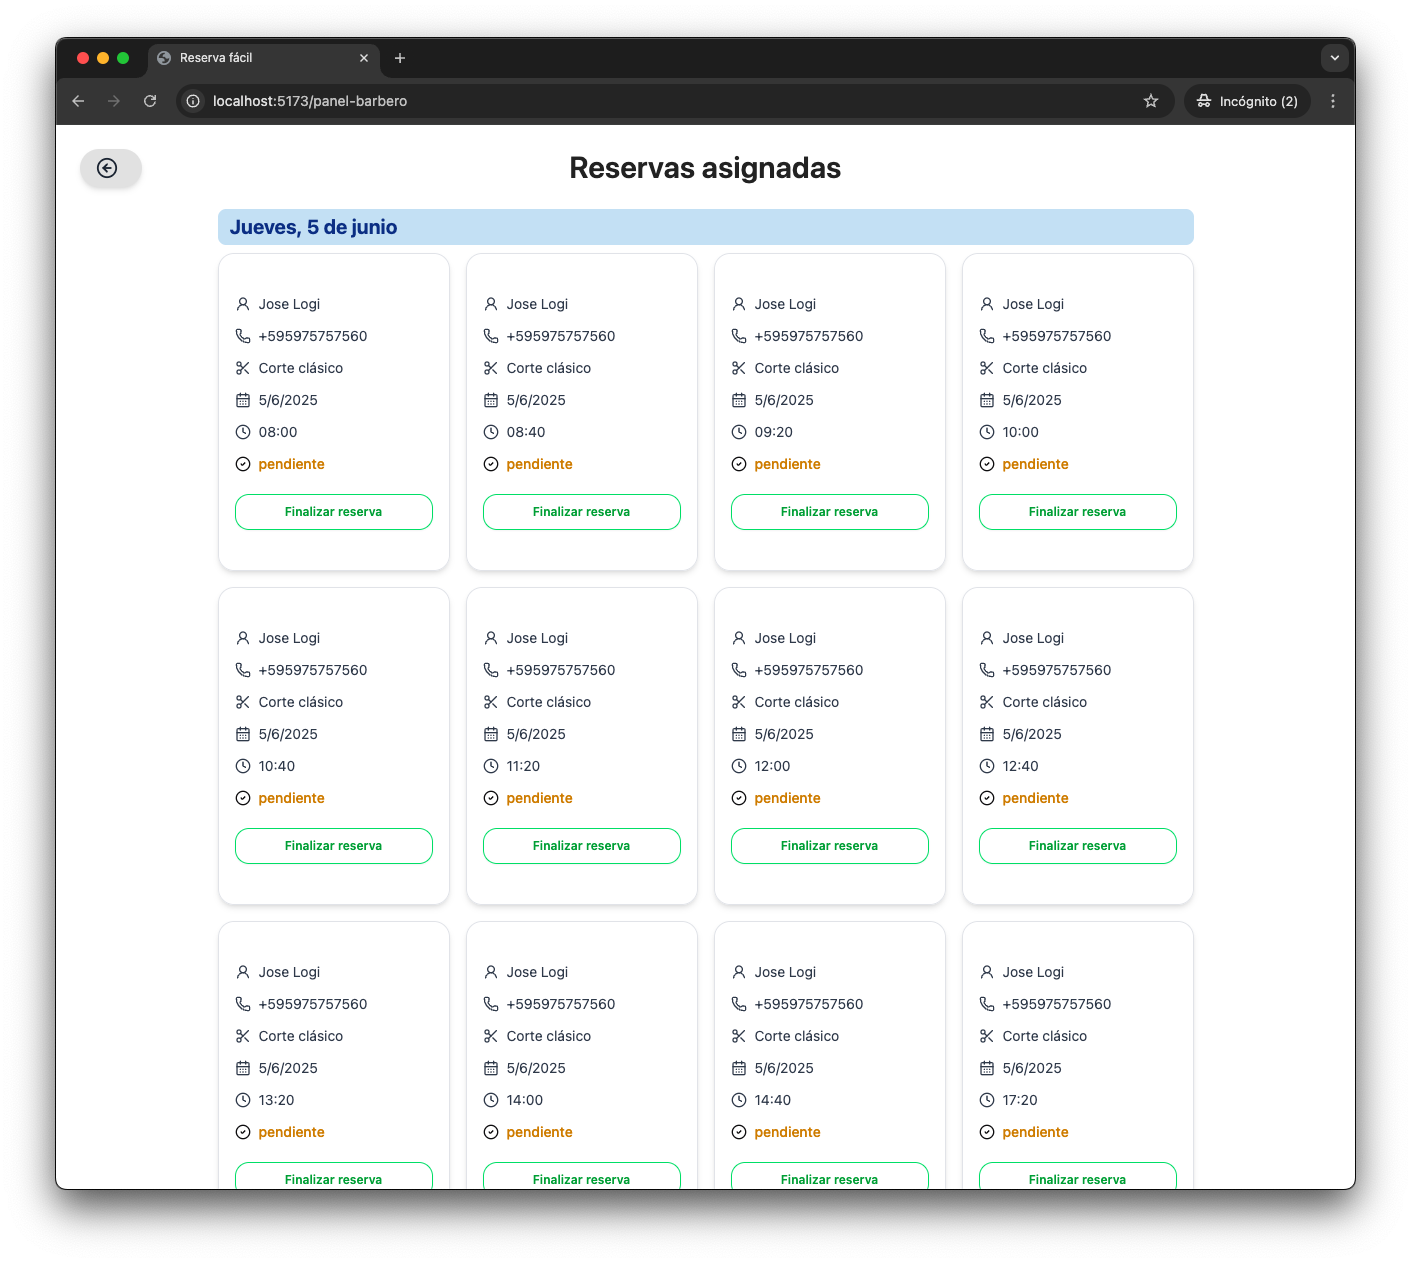 Reserva fácil
localhost:5173/panel-barbero
Incógnito (2)
Reservas asignadas
Jueves, 5 de junio
Jose Logi
+595975757560
Corte clásico
5/6/2025
08:00
pendiente
Finalizar reserva
Jose Logi
+595975757560
Corte clásico
5/6/2025
08:40
pendiente
Finalizar reserva
Jose Logi
+595975757560
Corte clásico
5/6/2025
09:20
pendiente
Finalizar reserva
Jose Logi
+595975757560
Corte clásico
5/6/2025
10:00
pendiente
Finalizar reserva
Jose Logi
+595975757560
Corte clásico
5/6/2025
10:40
pendiente
Finalizar reserva
Jose Logi
+595975757560
Corte clásico
5/6/2025
11:20
pendiente
Finalizar reserva
Jose Logi
+595975757560
Corte clásico
5/6/2025
12:00
pendiente
Finalizar reserva
Jose Logi
+595975757560
Corte clásico
5/6/2025
12:40
pendiente
Finalizar reserva
Jose Logi
+595975757560
Corte clásico
5/6/2025
13:20
pendiente
Finalizar reserva
Jose Logi
+595975757560
Corte clásico
5/6/2025
14:00
pendiente
Finalizar reserva
Jose Logi
+595975757560
Corte clásico
5/6/2025
14:40
pendiente
Finalizar reserva
Jose Logi
+595975757560
Corte clásico
5/6/2025
17:20
pendiente
Finalizar reserva